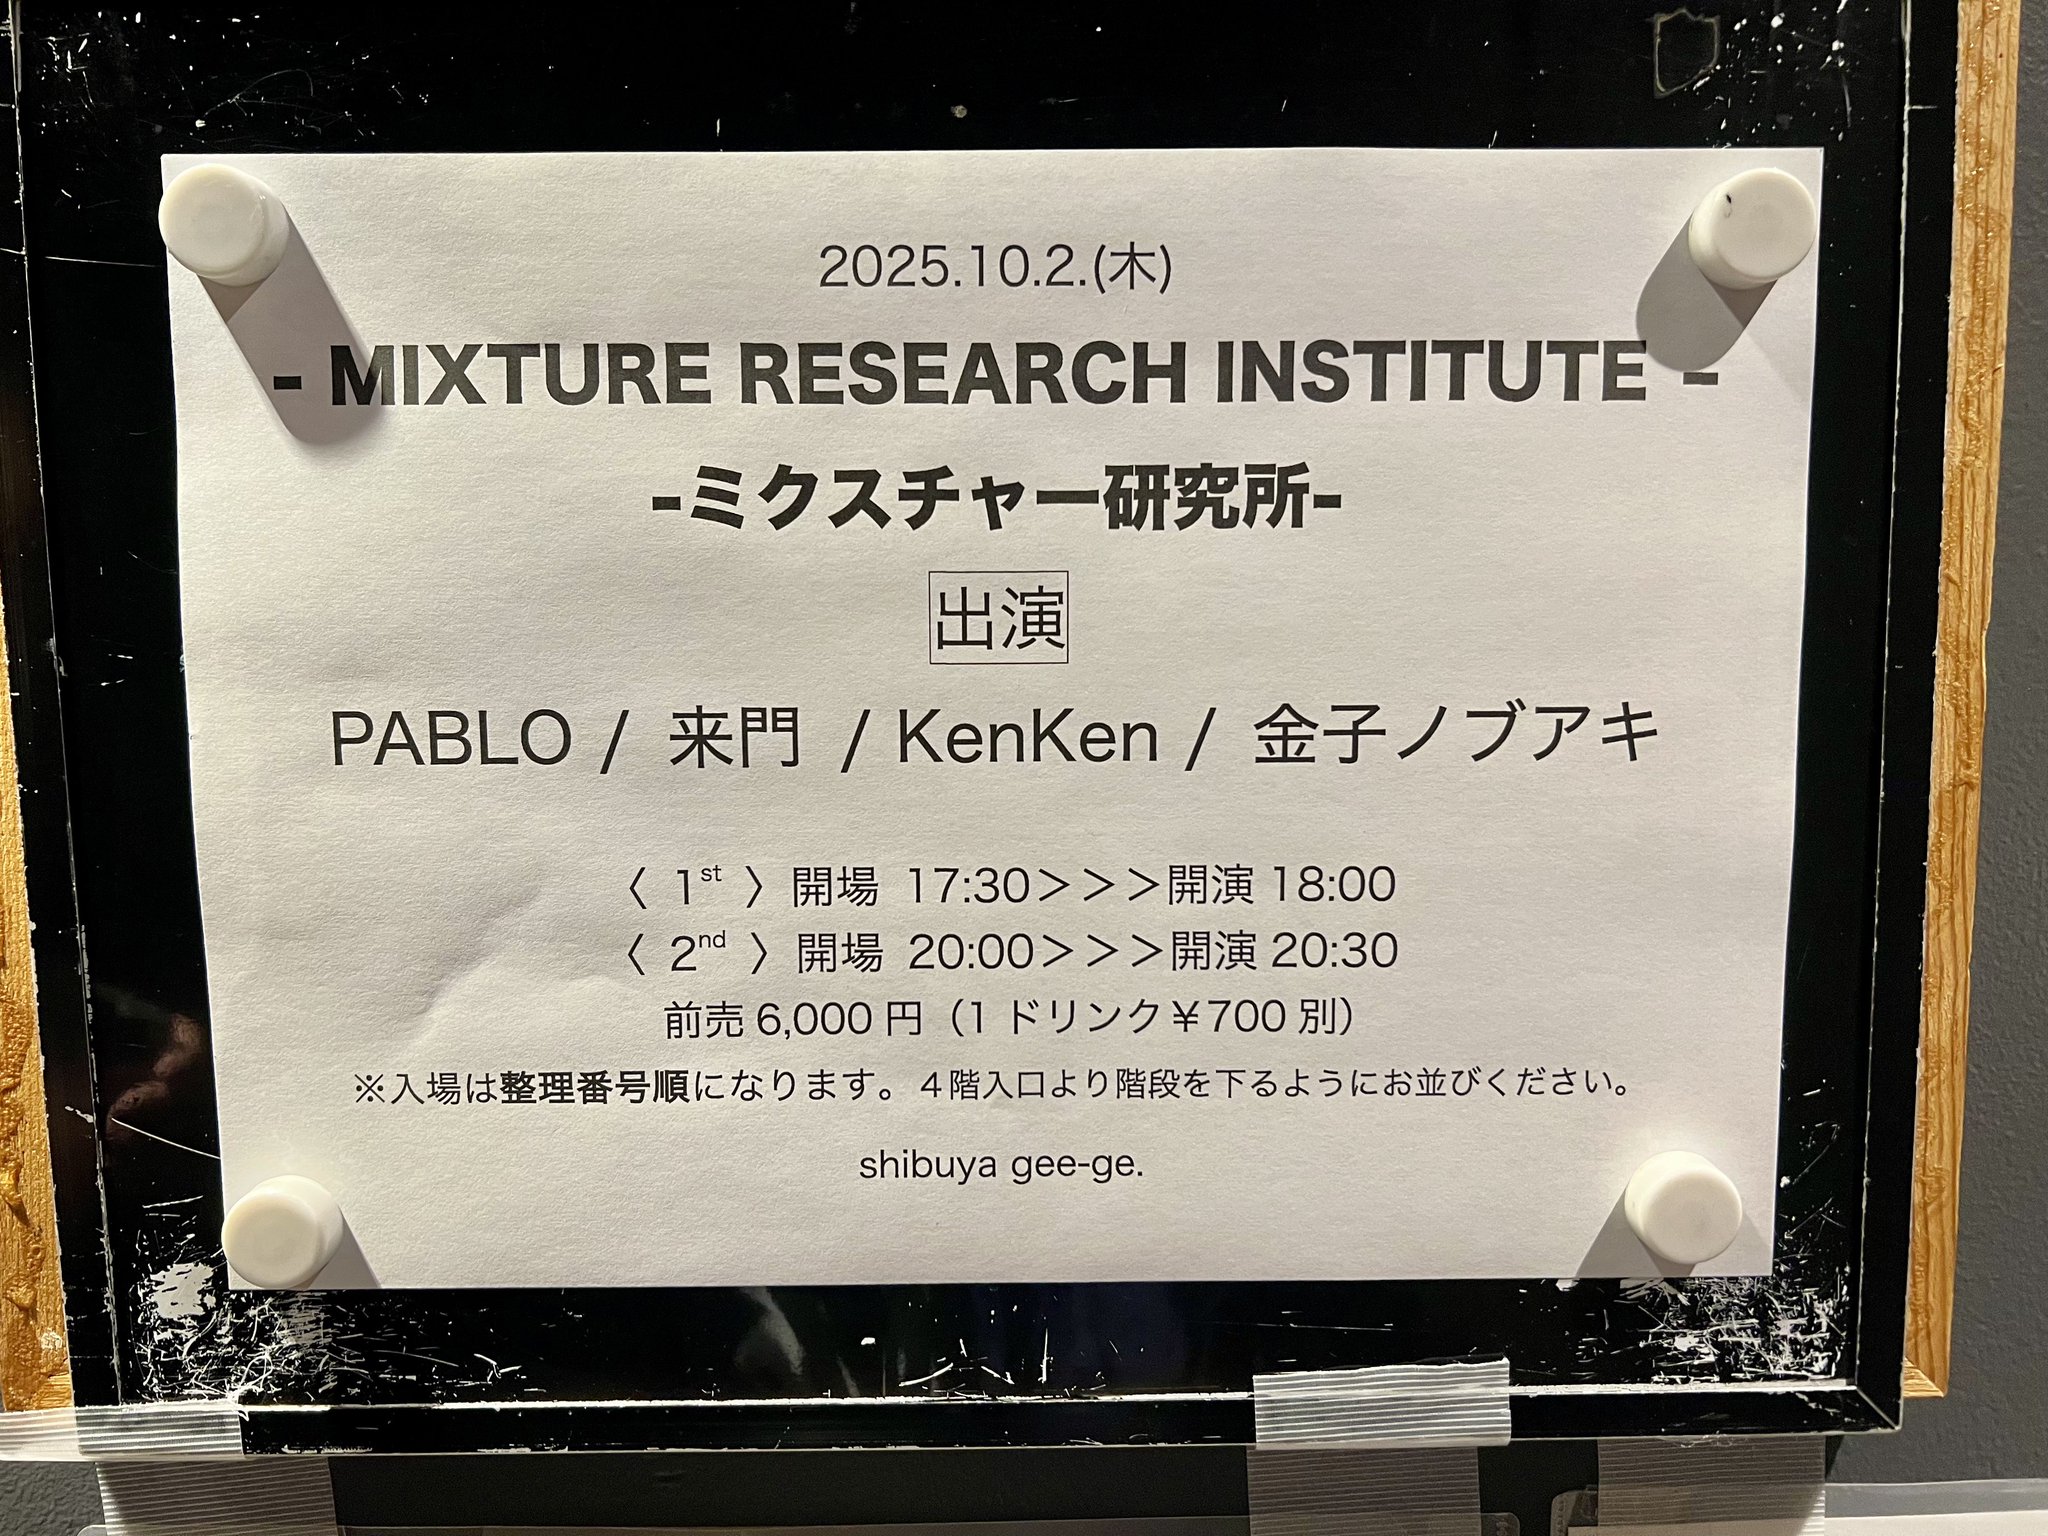 2025.10.2.(木)
- MIXTURE RESEARCH INSTITUTE -
-ミクスチャー研究所-
出演
PABLO / 来門 / KenKen / 金子ノブアキ
〈 1st 〉開場 17:30＞＞＞開演 18:00
〈 2nd 〉開場 20:00＞＞＞開演 20:30
前売 6,000 円（1 ドリンク￥700 別）
※入場は整理番号順になります。４階入口より階段を下るようにお並びください。
shibuya gee-ge.